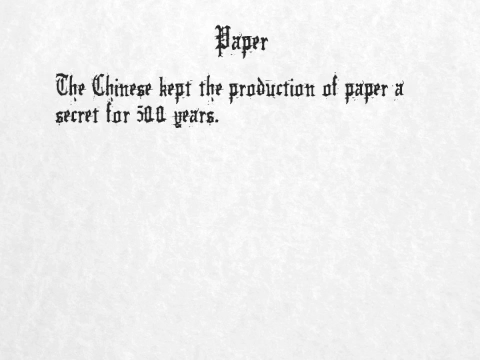 Paper
The Chinese kept the production of paper a
secret for 500 years.